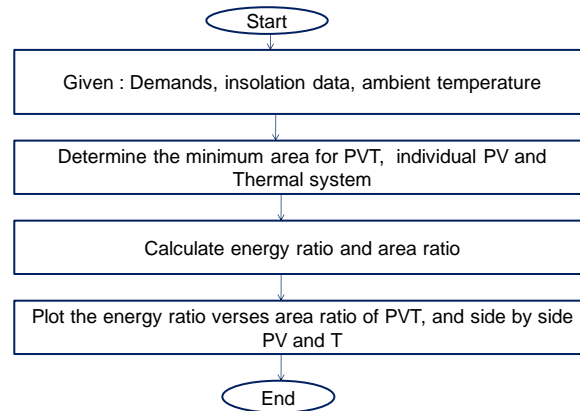 Start
Given : Demands, insolation data, ambient temperature
Determine the minimum area for PVT, individual PV and
Thermal system
Calculate energy ratio and area ratio
Plot the energy ratio verses area ratio of PVT, and side by side
PV and T
End